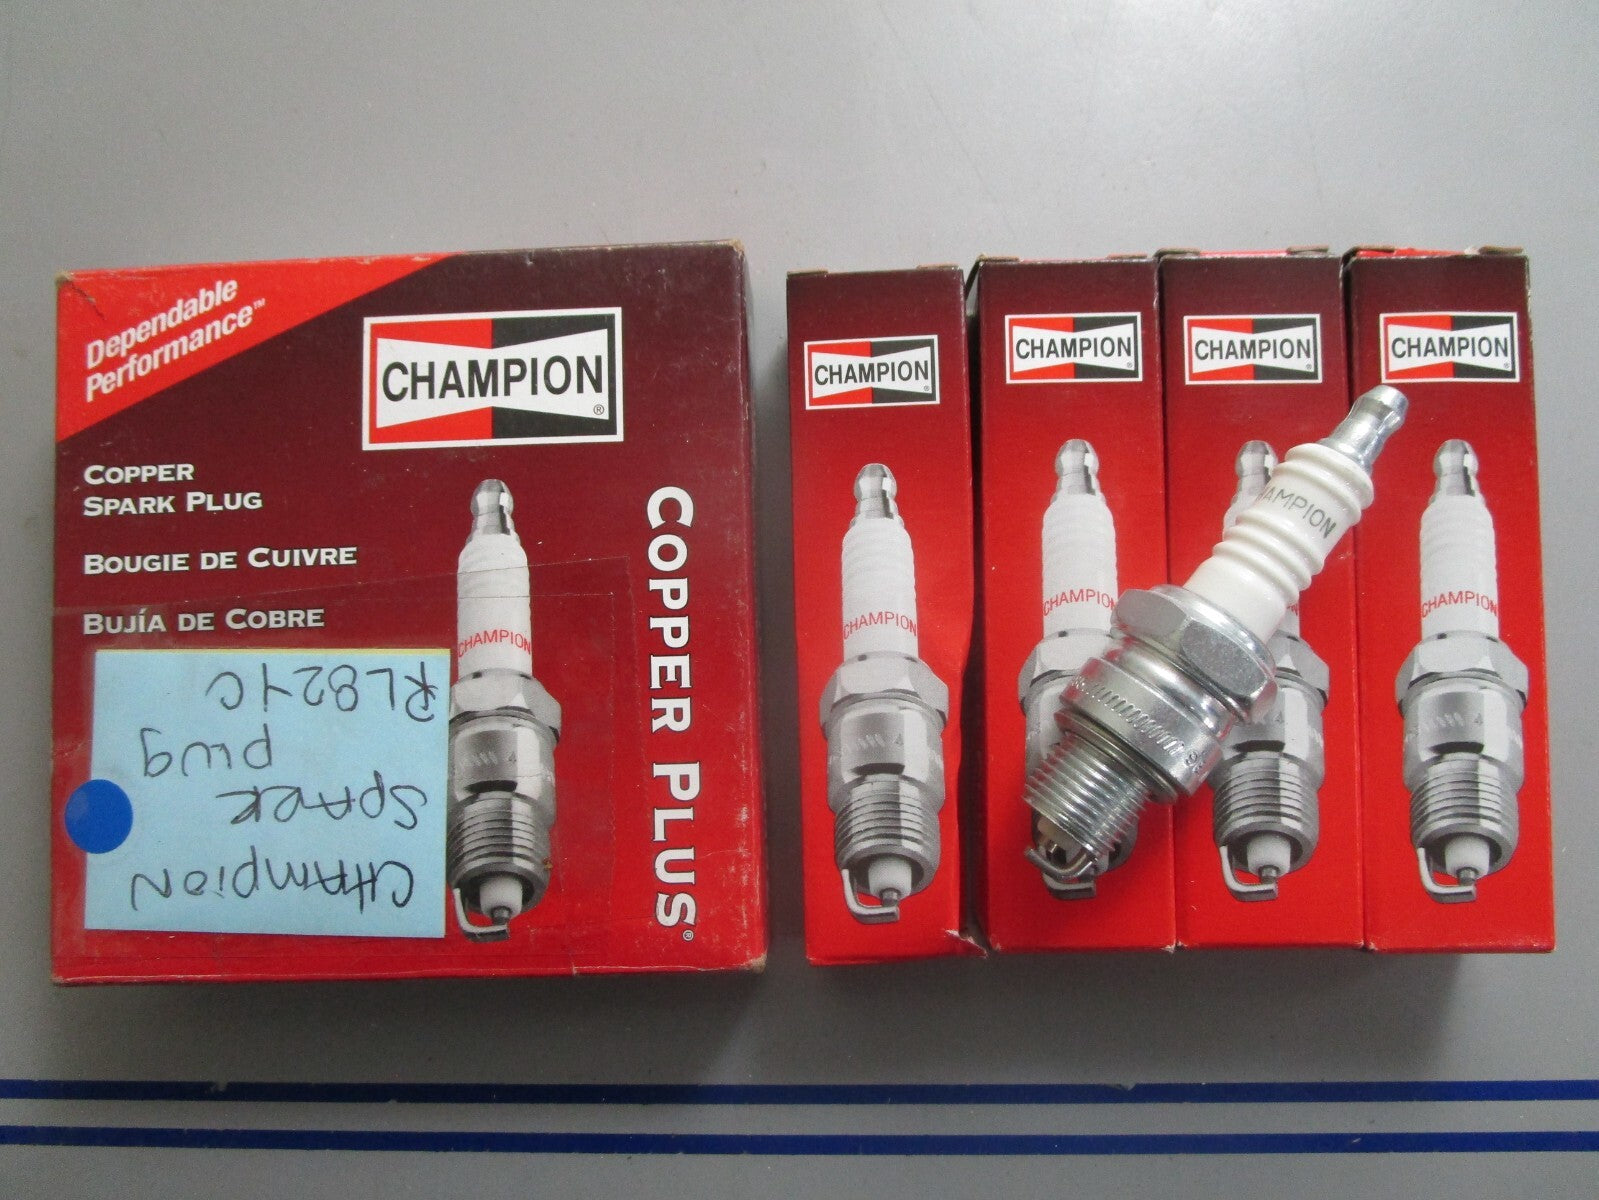 Dependable
Performance™
CHAMPION®
COPPER
SPARK PLUG
BOUGIE DE CUIVRE
BUJÍA DE COBRE
COPPER PLUS®
CHAMPION
CHAMPION
SPARK
PLUG
RL82YC
CHAMPION®
CHAMPION
CHAMPION®
CHAMPION
CHAMPION®
CHAMPION®
CHAMPION
CHAMPION